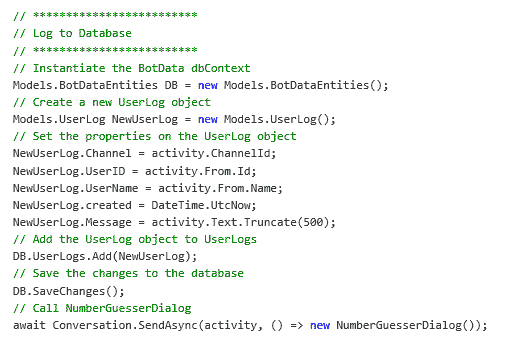 // *************************
// Log to Database
// *************************
// Instantiate the BotData dbContext
Models.BotDataEntities DB = new Models.BotDataEntities();
// Create a new UserLog object
Models.UserLog NewUserLog = new Models.UserLog();
// Set the properties on the UserLog object
NewUserLog.Channel = activity.ChannelId;
NewUserLog.UserID = activity.From.Id;
NewUserLog.UserName = activity.From.Name;
NewUserLog.created = DateTime.UtcNow;
NewUserLog.Message = activity.Text.Truncate(500);
// Add the UserLog object to UserLogs
DB.UserLogs.Add(NewUserLog);
// Save the changes to the database
DB.SaveChanges();
// Call NumberGuesserDialog
await Conversation.SendAsync(activity, () => new NumberGuesserDialog());